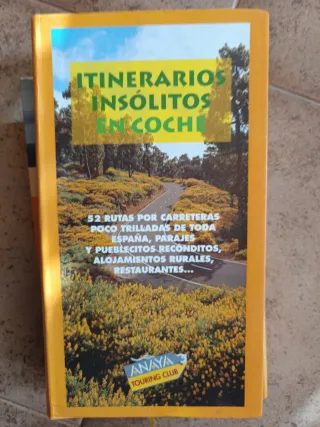 ITINERARIOS
INSÓLITOS
EN COCHE
52 RUTAS POR CARRETERAS
POCO TRILLADAS DE TODA
ESPAÑA, PARAJES
Y PUEBLECITOS RECÓNDITOS,
ALOJAMIENTOS RURALES,
RESTAURANTES...
ANAYA
TOURING CLUB